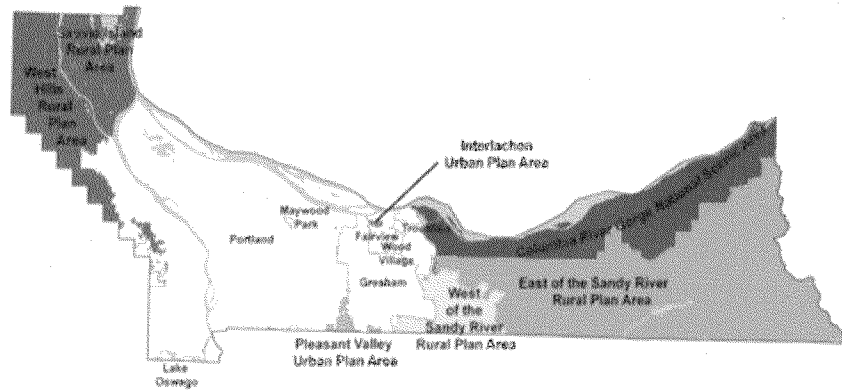 Sauvie Island
Rural Plan
Area
West
Hills
Rural
Plan
Area
Interlachen
Urban Plan Area
Maywood
Park
Portland
Fairview
Troutdale
Wood
Village
Gresham
Columbia River Gorge National Scenic Area
East of the Sandy River
Rural Plan Area
West
of the
Sandy River
Rural Plan Area
Pleasant Valley
Urban Plan Area
Lake
Oswego